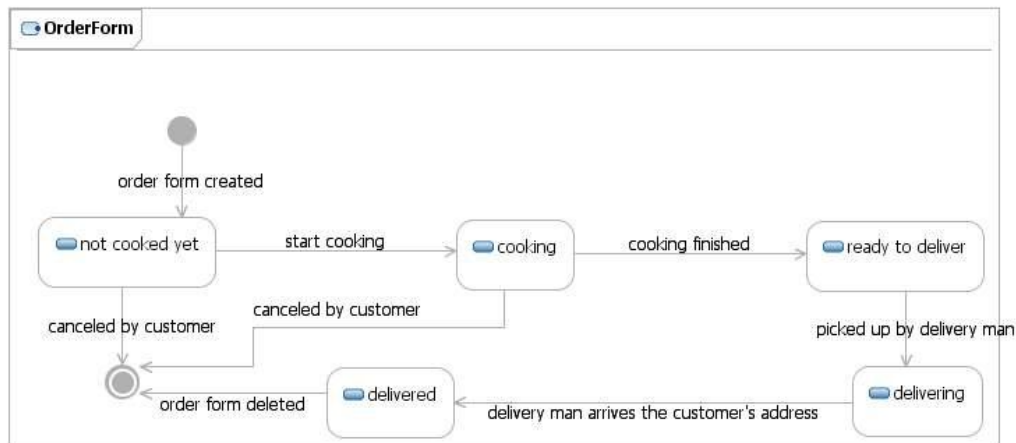 OrderForm
order form created
not cooked yet
start cooking
cooking
cooking finished
ready to deliver
canceled by customer
canceled by customer
picked up by delivery man
order form deleted
delivered
delivery man arrives the customer's address
delivering